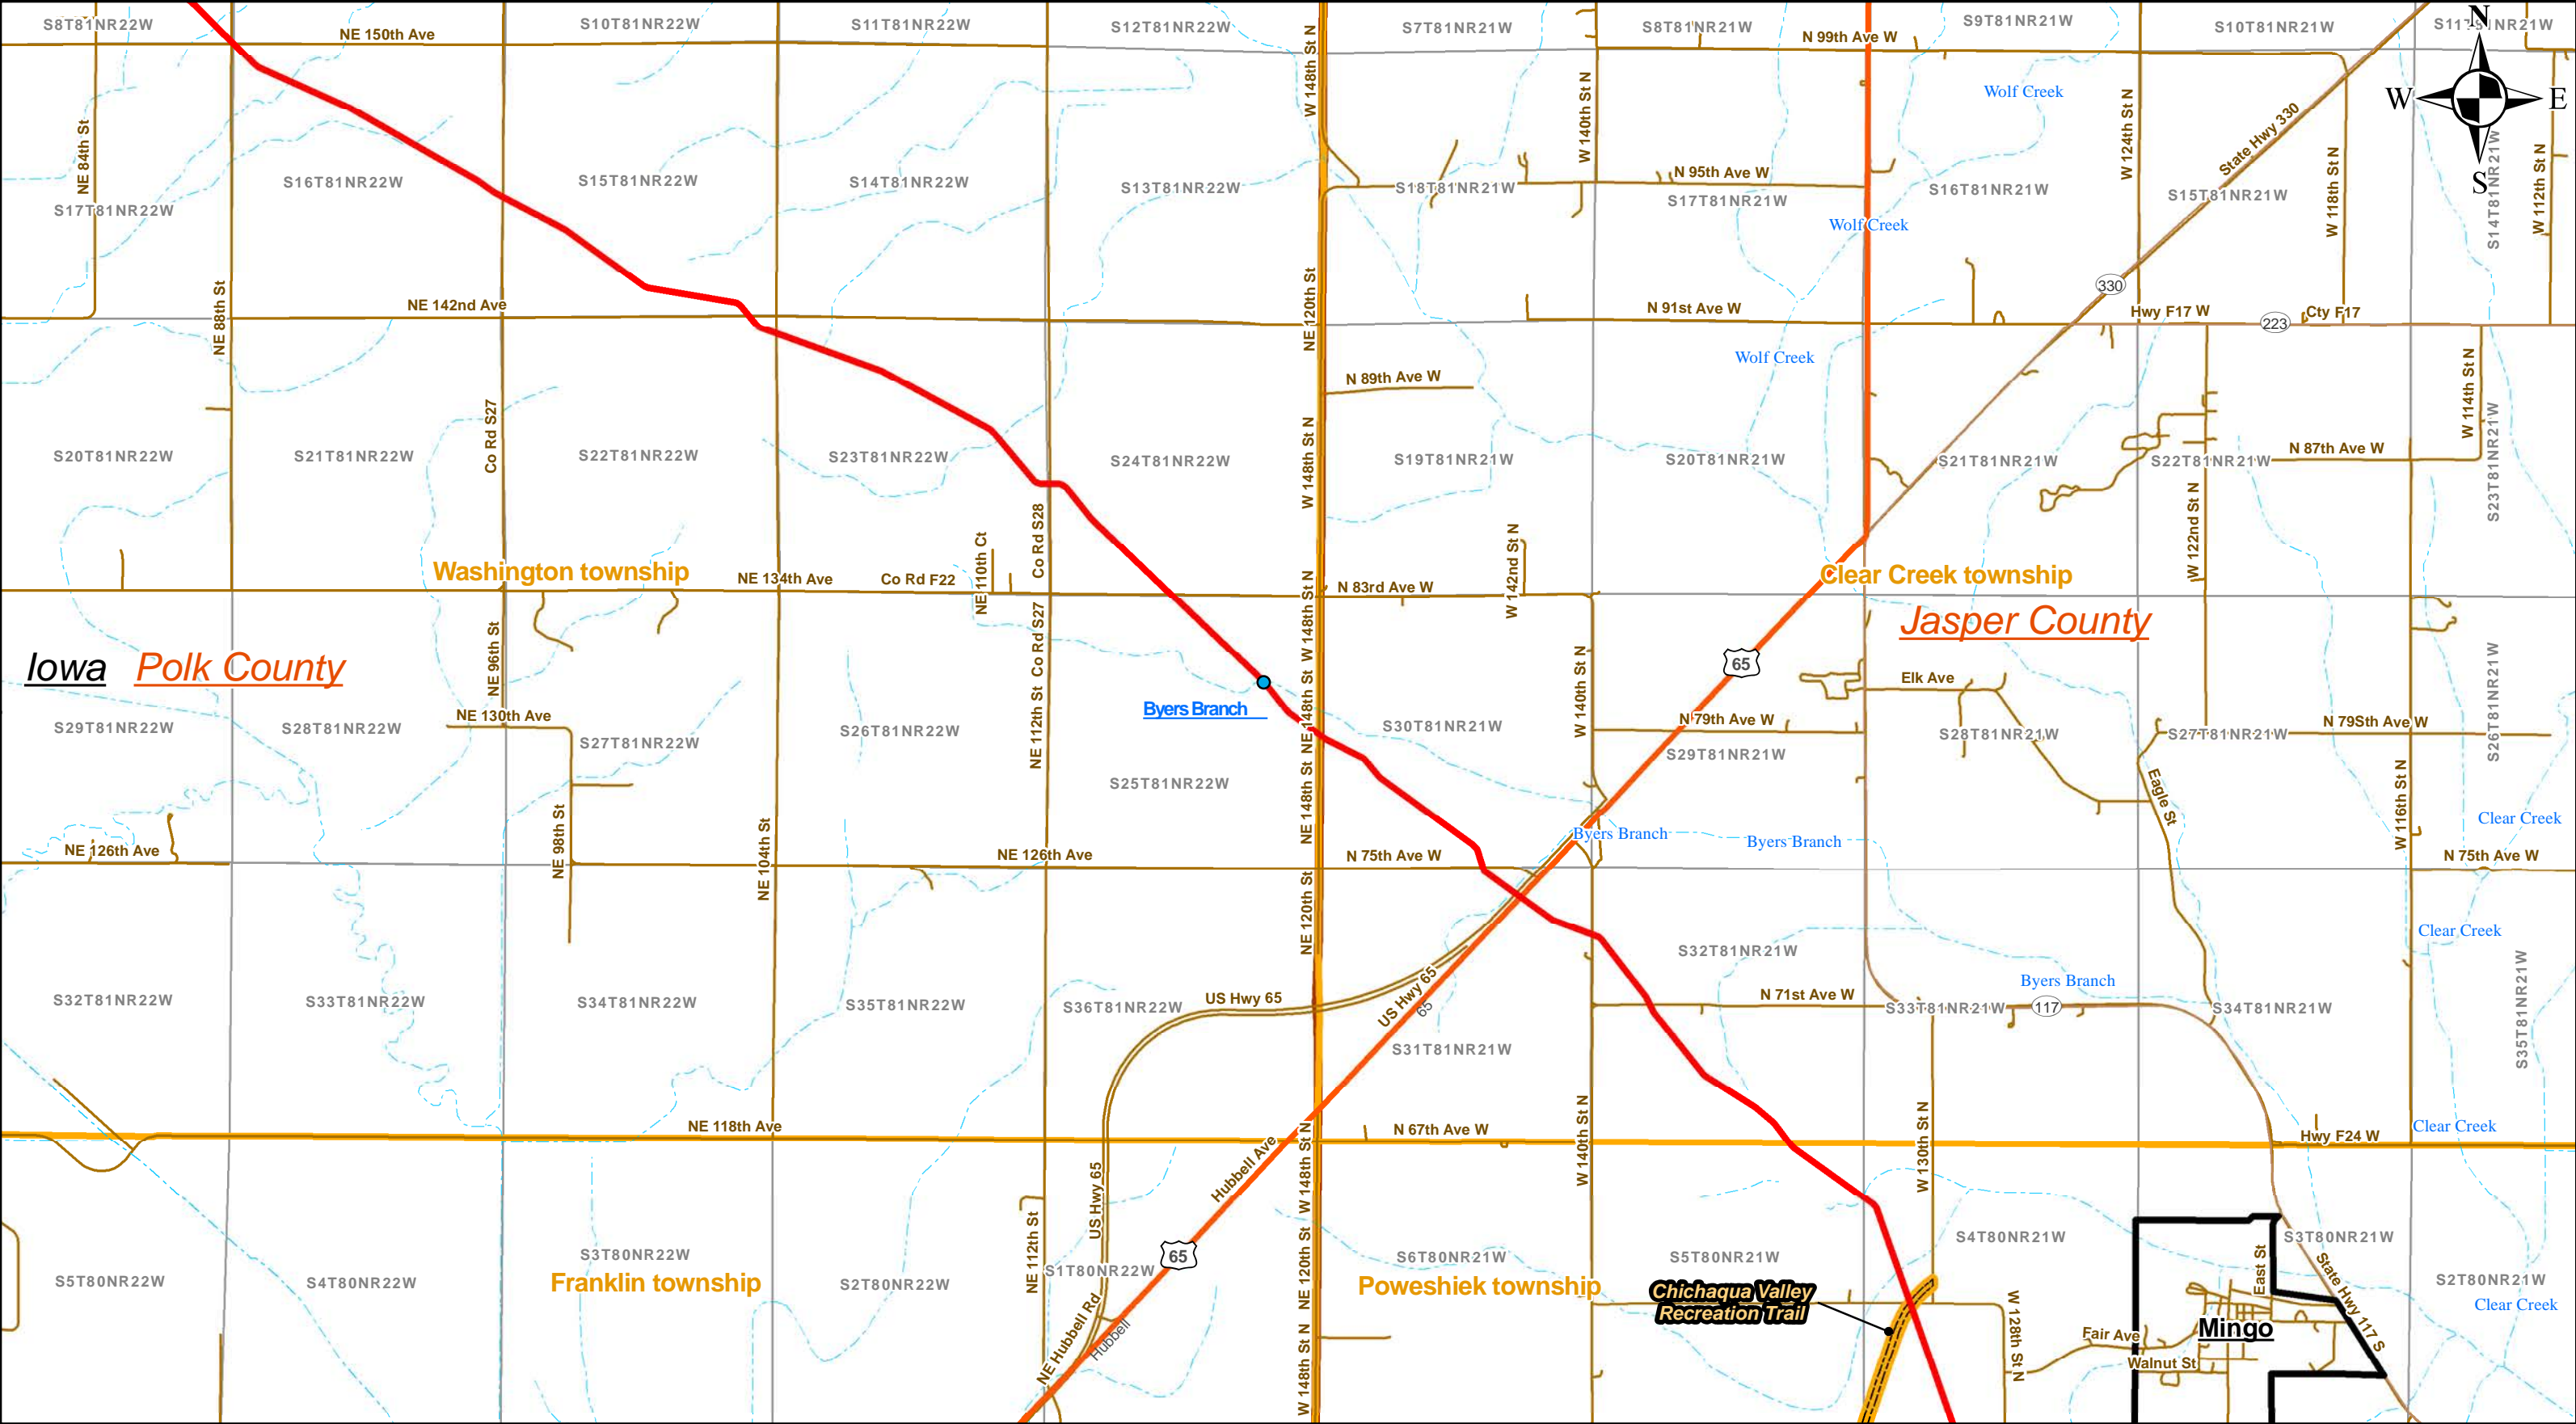 S8T81NR22W
S10T81NR22W
S11T81NR22W
S12T81NR22W
S7T81NR21W
S8T81NR21W
S9T81NR21W
S10T81NR21W
N
NE 150th Ave
W 148th St N
N 99th Ave W
W
E
S
NE 84th St
W 140th St N
Wolf Creek
W 124th St N
State Hwy 330
W 118th St N
S14T81NR21W
W 112th St N
S17T81NR22W
S16T81NR22W
S15T81NR22W
S14T81NR22W
S13T81NR22W
S18T81NR21W
N 95th Ave W
S17T81NR21W
S16T81NR21W
S15T81NR21W
Wolf Creek
NE 88th St
NE 142nd Ave
NE 120th St
N 91st Ave W
330
Hwy F17 W
223
Cty F17
Wolf Creek
N 89th Ave W
W 114th St N
Co Rd S27
W 148th St N
S20T81NR22W
S21T81NR22W
S22T81NR22W
S23T81NR22W
S24T81NR22W
S19T81NR21W
S20T81NR21W
S21T81NR21W
S22T81NR21W
N 87th Ave W
S23T81NR21W
Co Rd S28
NE 110th Ct
W 142nd St N
W 122nd St N
Washington township
NE 134th Ave
Co Rd F22
W 148th St N
N 83rd Ave W
Clear Creek township
Jasper County
Iowa
Polk County
NE 96th St
Co Rd S27
NE 112th St
65
Elk Ave
W 140th St N
S26T81NR21W
NE 148th St
Byers Branch
NE 130th Ave
S29T81NR22W
S28T81NR22W
S27T81NR22W
S26T81NR22W
S30T81NR21W
N 79th Ave W
S29T81NR21W
S28T81NR21W
S27T81NR21W
N 79Sth Ave W
S25T81NR22W
NE 148th St
Eagle St
W 116th St N
Clear Creek
NE 98th St
NE 104th St
Byers Branch
Byers Branch
NE 126th Ave
NE 126th Ave
N 75th Ave W
N 75th Ave W
NE 120th St
Clear Creek
S32T81NR21W
S35T81NR21W
Byers Branch
S32T81NR22W
S33T81NR22W
S34T81NR22W
S35T81NR22W
S36T81NR22W
US Hwy 65
US Hwy 65
65
N 71st Ave W
S33T81NR21W
117
S34T81NR21W
S31T81NR21W
NE 118th Ave
N 67th Ave W
W 140th St N
W 130th St N
Hwy F24 W
Clear Creek
Hubbell Ave
W 148th St N
US Hwy 65
NE 112th St
65
S5T80NR22W
S4T80NR22W
S3T80NR22W
Franklin township
S2T80NR22W
S1T80NR22W
NE 120th St
S6T80NR21W
Poweshiek township
S5T80NR21W
S4T80NR21W
S3T80NR21W
S2T80NR21W
Clear Creek
East St
State Hwy 117 S
Chichaqua Valley
Recreation Trail
NE Hubbell Rd
Hubbell
W 148th St N
W 128th St N
Fair Ave
Mingo
Walnut St